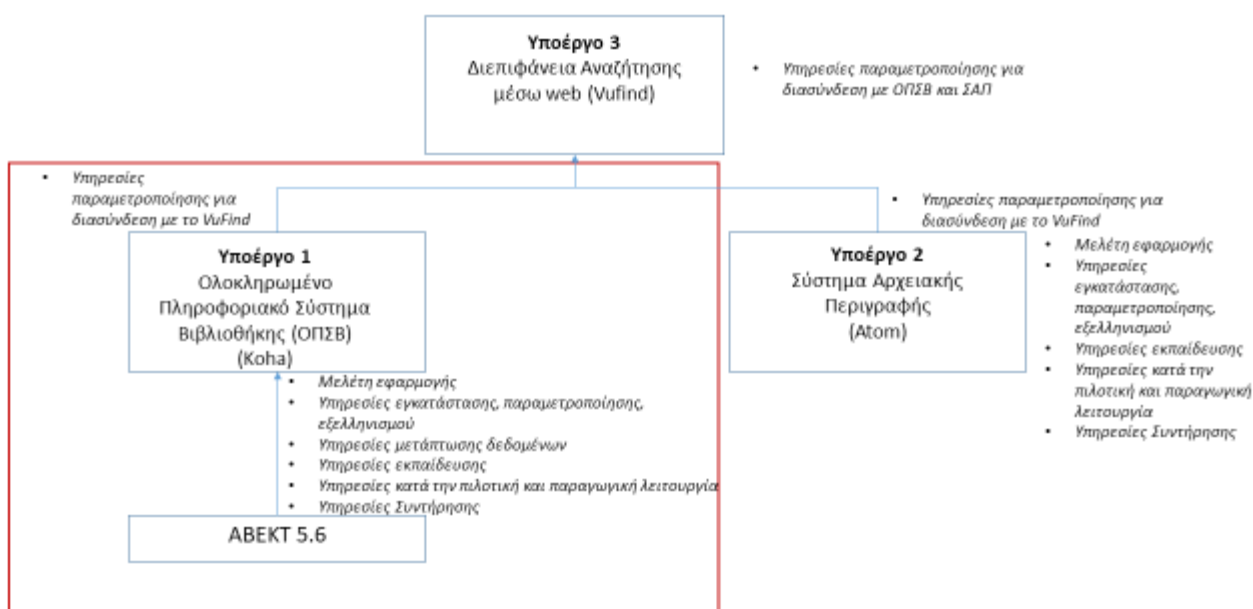 Υποέργο 3
Διεπιφάνεια Αναζήτησης
μέσω web (Vufind)
• Υπηρεσίες παραμετροποίησης για
διασύνδεση με ΟΠΣΒ και ΣΑΠ
• Υπηρεσίες
παραμετροποίησης για
διασύνδεση με το VuFind
Υποέργο 1
Ολοκληρωμένο
Πληροφοριακό Σύστημα
Βιβλιοθήκης (ΟΠΣΒ)
(Koha)
• Μελέτη εφαρμογής
• Υπηρεσίες εγκατάστασης, παραμετροποίησης,
εξελληνισμού
• Υπηρεσίες μετάπτωσης δεδομένων
• Υπηρεσίες εκπαίδευσης
• Υπηρεσίες κατά την πιλοτική και παραγωγική λειτουργία
• Υπηρεσίες Συντήρησης
ΑΒΕΚΤ 5.6
• Υπηρεσίες παραμετροποίησης για
διασύνδεση με το VuFind
Υποέργο 2
Σύστημα Αρχειακής
Περιγραφής
(Atom)
• Μελέτη εφαρμογής
• Υπηρεσίες
εγκατάστασης,
παραμετροποίησης,
εξελληνισμού
• Υπηρεσίες εκπαίδευσης
• Υπηρεσίες κατά την
πιλοτική και παραγωγική
λειτουργία
• Υπηρεσίες Συντήρησης